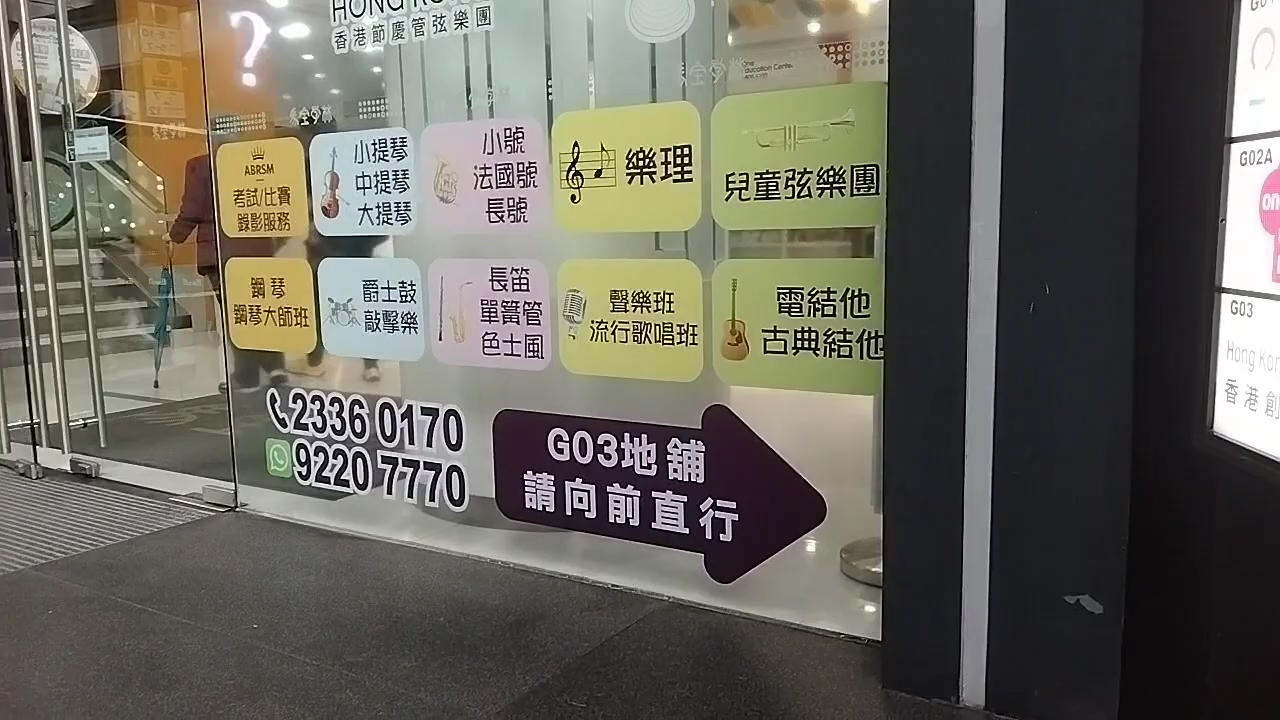 HONG KO
香港節慶管弦樂團
?
ABRSM
考試/比賽
錄影服務
小提琴
中提琴
大提琴
小號
法國號
長號
樂理
兒童弦樂團
鋼琴
鋼琴大師班
爵士鼓
敲擊樂
長笛
單簧管
色士風
聲樂班
流行歌唱班
電結他
古典結他
2336 0170
9220 7770
G03地舖
請向前直行
G02A
on
G03
Hong Kon
香港創